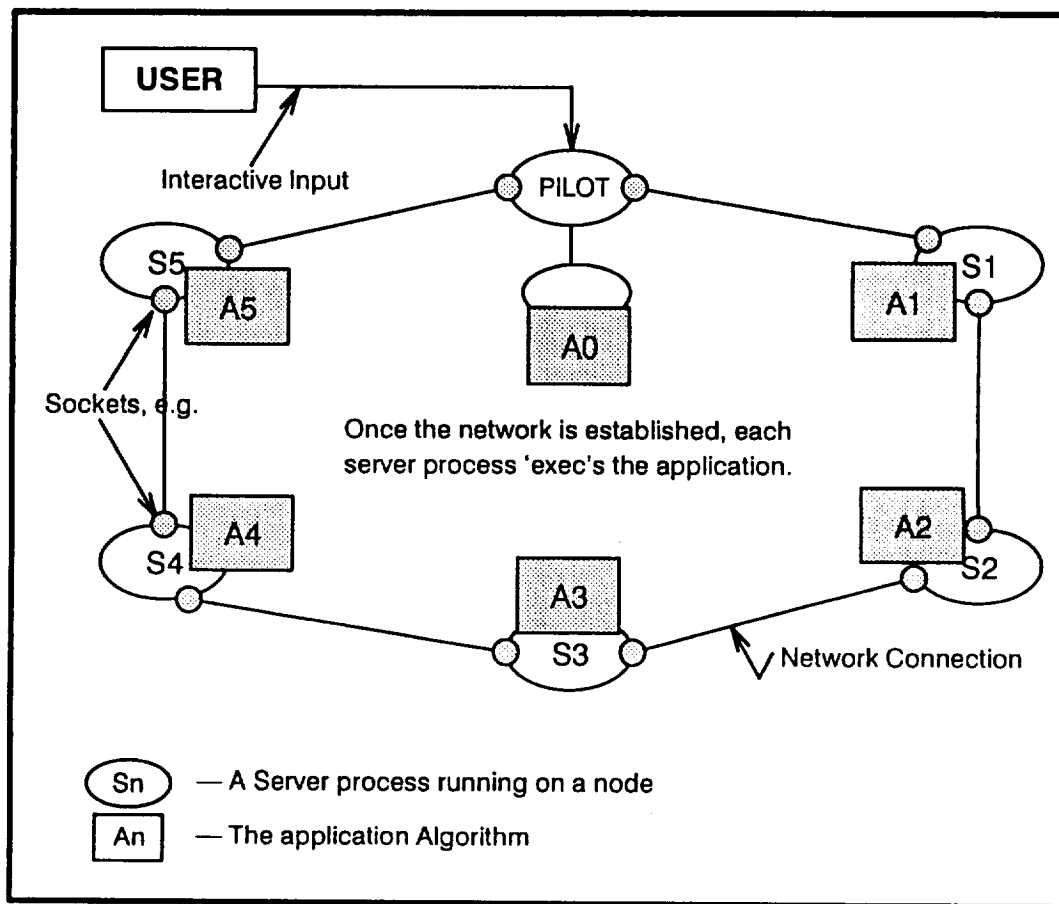 USER
Interactive Input
PILOT
S5
A5
S1
A1
A0
Sockets, e.g.
Once the network is established, each
server process ‘exec’s the application.
S4
A4
A2
S2
A3
S3
Network Connection
Sn — A Server process running on a node
An — The application Algorithm